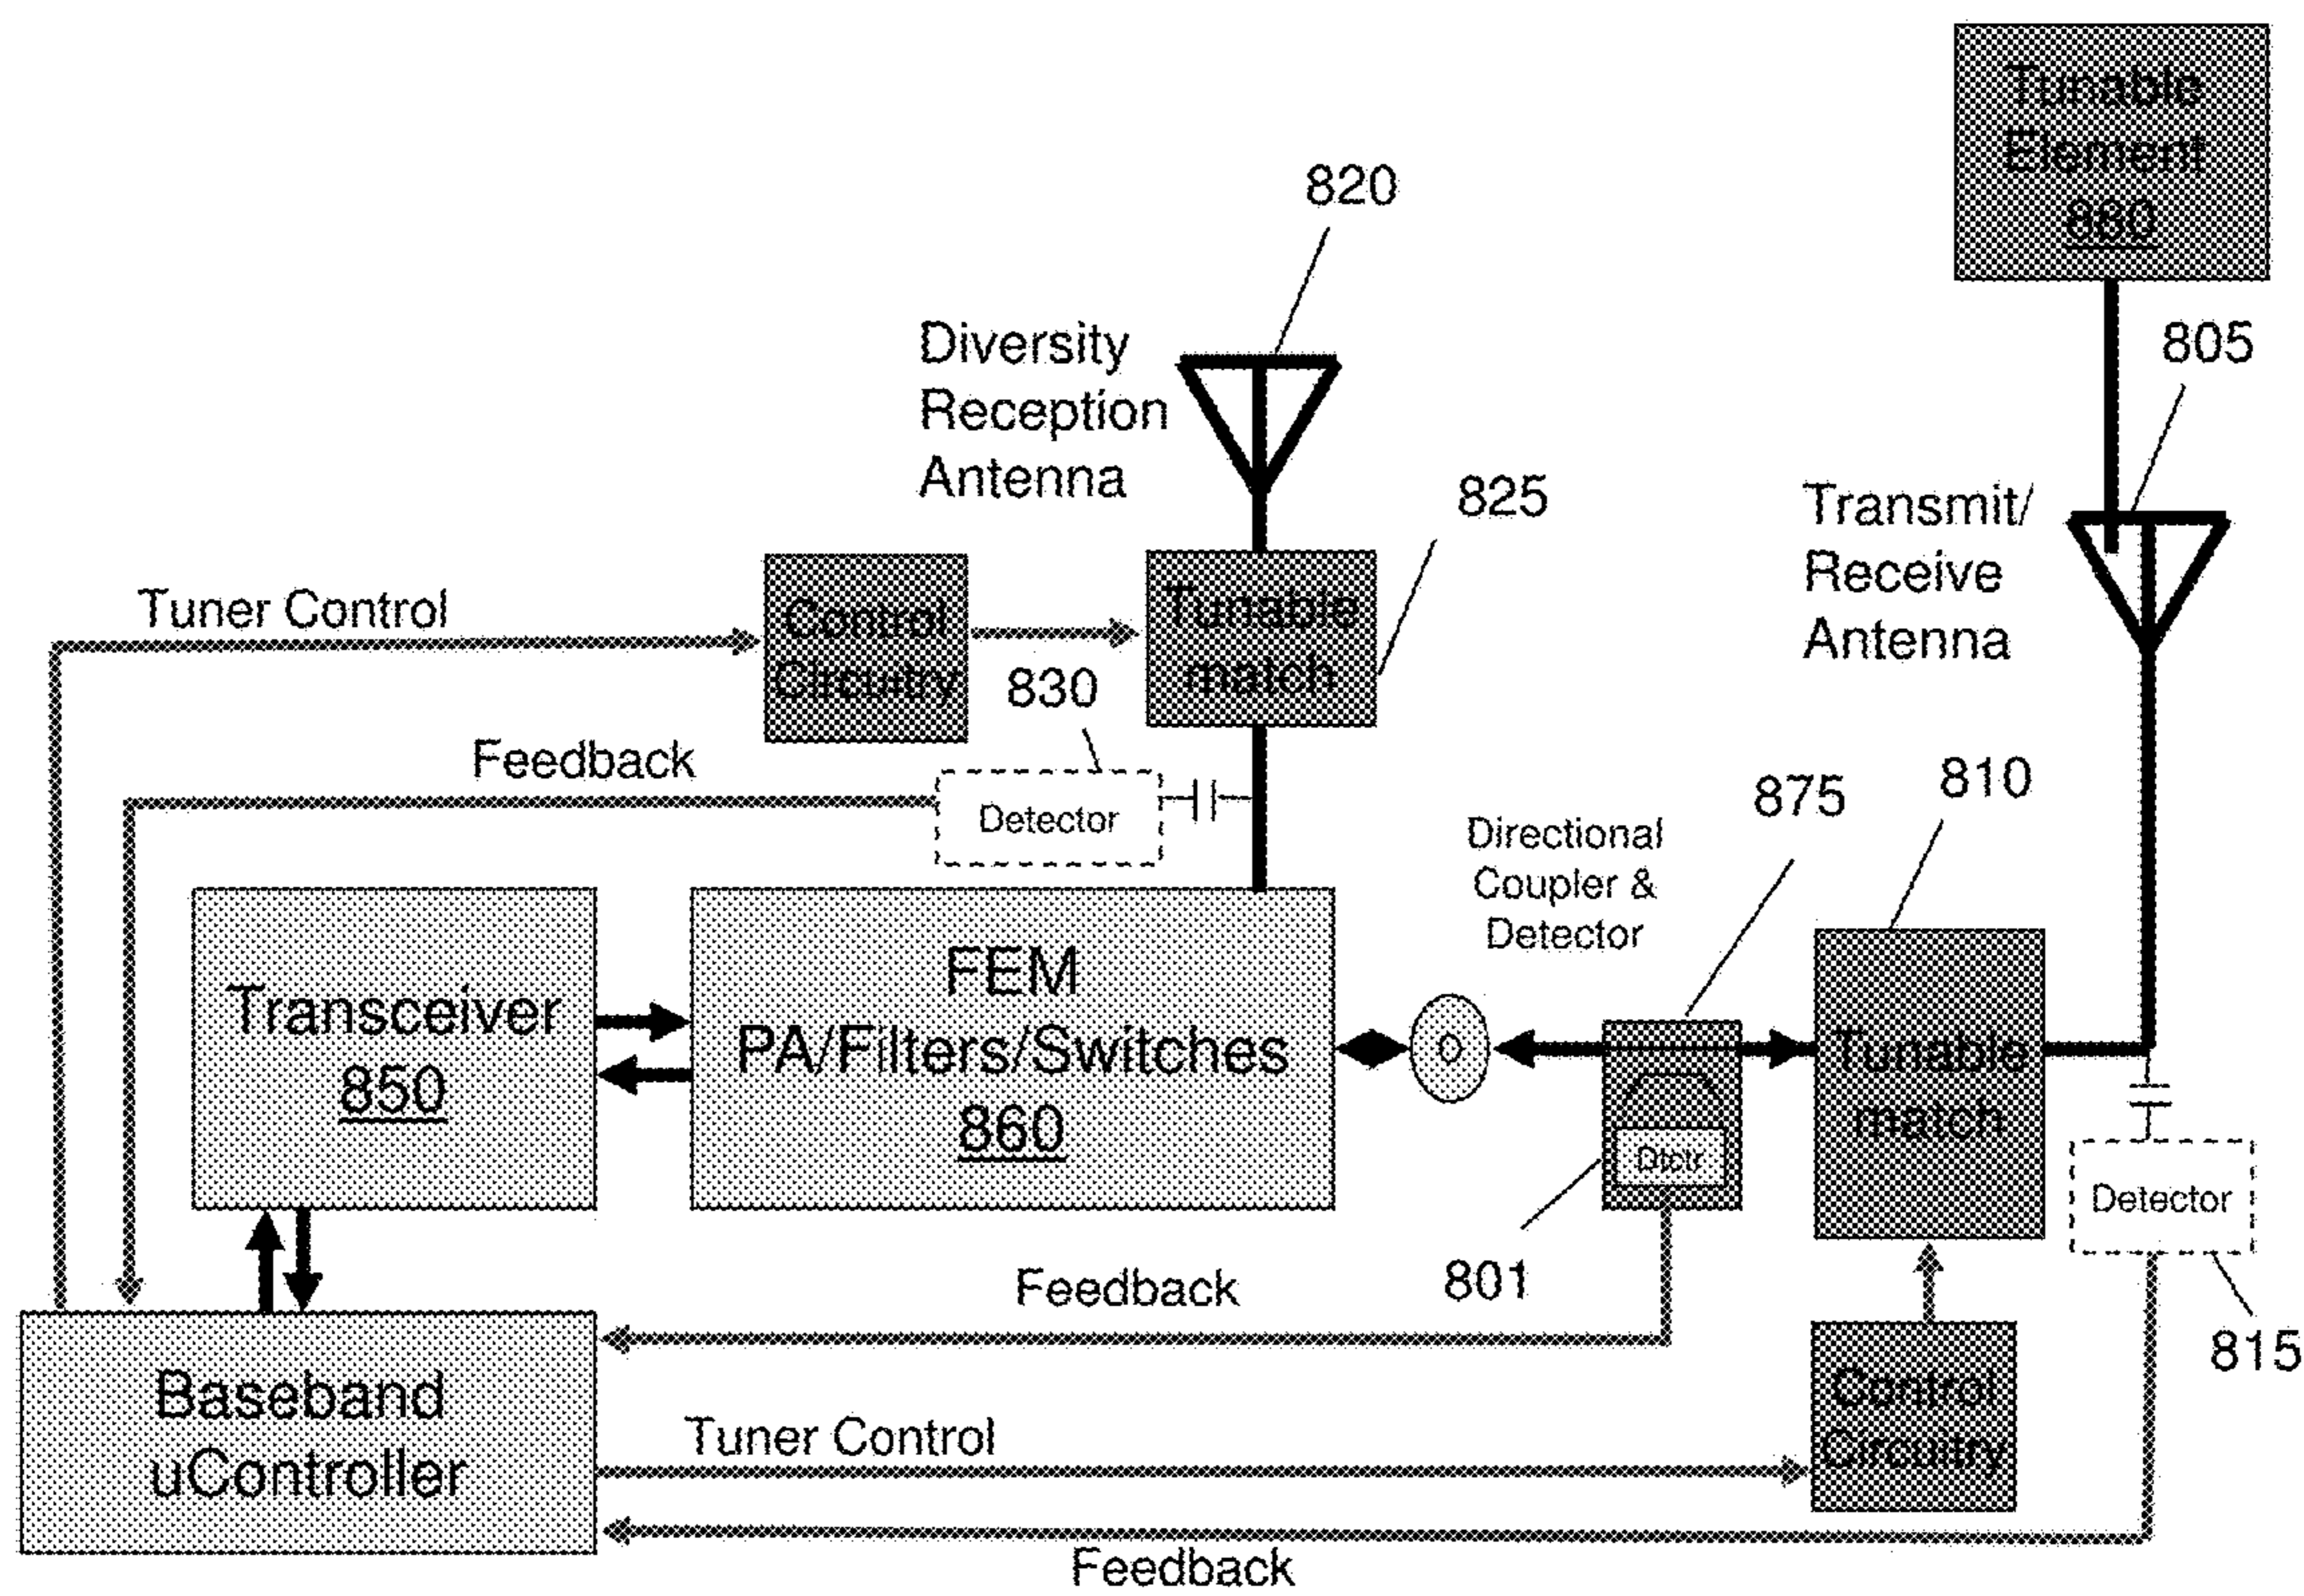 Tunable
Element
880
820
805
Diversity
Reception
Antenna
825
Transmit/
Receive
Antenna
Tuner Control
Control
Circuitry
Tunable
match
830
Feedback
Detector
875
810
Directional
Coupler &
Detector
Transceiver
850
FEM
PA/Filters/Switches
860
Tunable
match
Dtctr
Detector
801
Feedback
815
Baseband
uController
Control
Circuitry
Tuner Control
Feedback